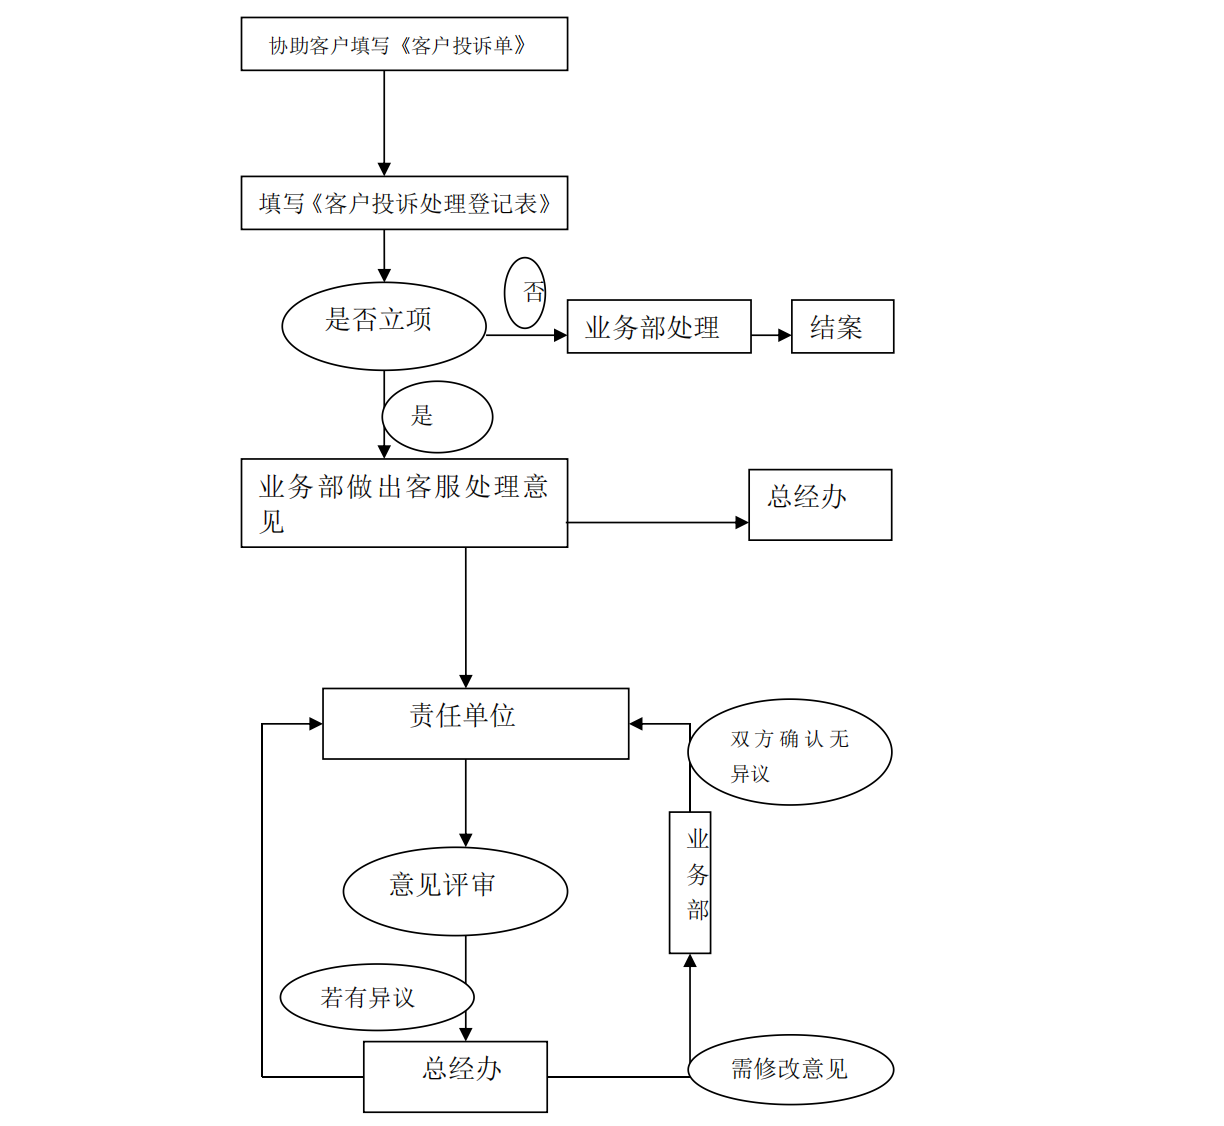 协助客户填写《客户投诉单》
填写《客户投诉处理登记表》
否
是否立项
业务部处理
结案
是
业务部做出客服处理意
见
总经办
责任单位
双方确认无
异议
业
务
部
意见评审
若有异议
总经办
需修改意见